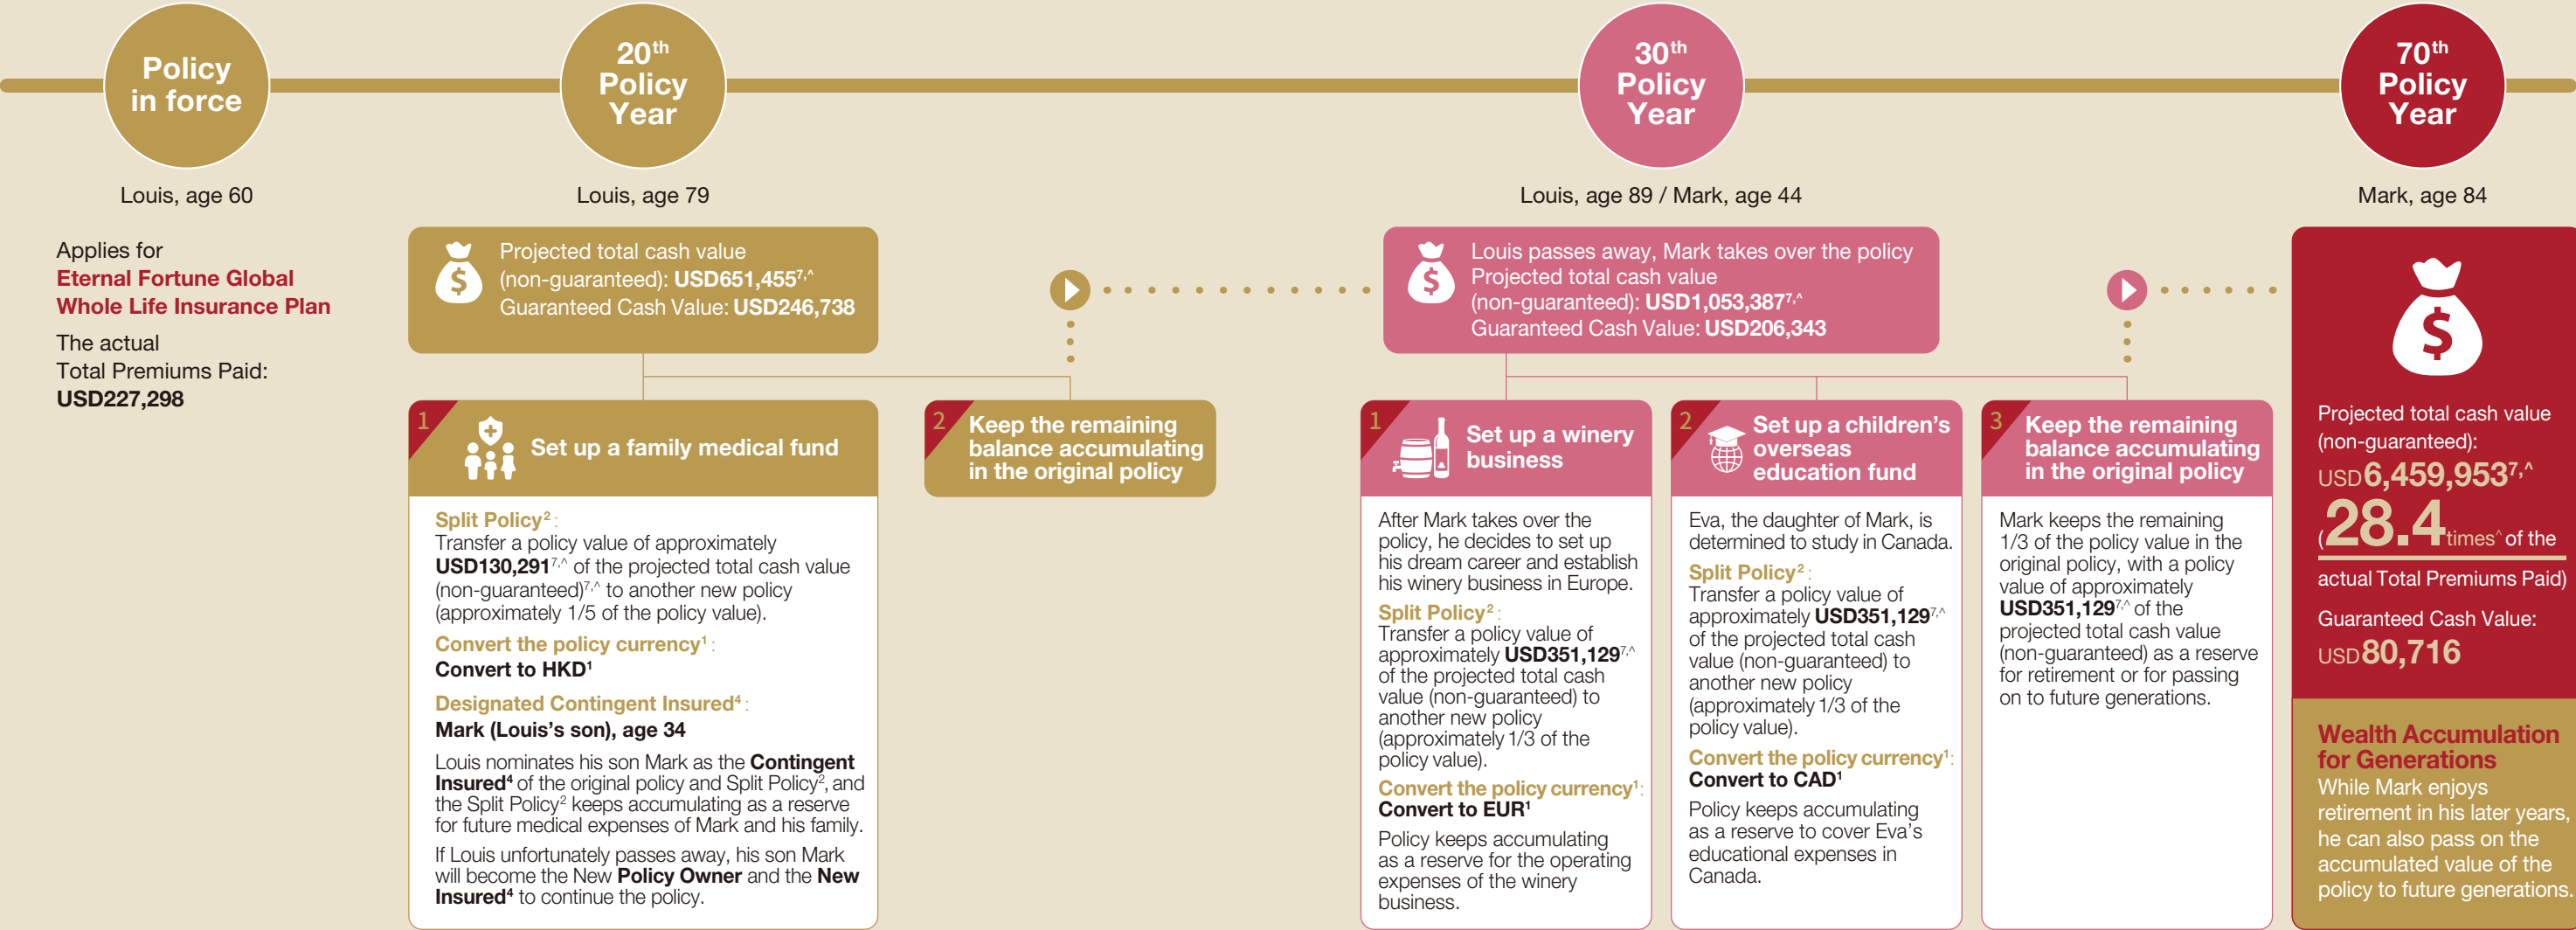 Policy
in force
Louis, age 60
Applies for
Eternal Fortune Global
Whole Life Insurance Plan
The actual
Total Premiums Paid:
USD227,298
20th
Policy
Year
Louis, age 79
$
Projected total cash value
(non-guaranteed): USD651,4557,^
Guaranteed Cash Value: USD246,738
1
Set up a family medical fund
Split Policy2 :
Transfer a policy value of approximately
USD130,2917,^ of the projected total cash value
(non-guaranteed)7,^ to another new policy
(approximately 1/5 of the policy value).
Convert the policy currency1 :
Convert to HKD1
Designated Contingent Insured4 :
Mark (Louis's son), age 34
Louis nominates his son Mark as the Contingent
Insured4 of the original policy and Split Policy2, and
the Split Policy2 keeps accumulating as a reserve
for future medical expenses of Mark and his family.
If Louis unfortunately passes away, his son Mark
will become the New Policy Owner and the New
Insured4 to continue the policy.
2
Keep the remaining
balance accumulating
in the original policy
30th
Policy
Year
Louis, age 89 / Mark, age 44
$
Louis passes away, Mark takes over the policy
Projected total cash value
(non-guaranteed): USD1,053,3877,^
Guaranteed Cash Value: USD206,343
1
Set up a winery
business
After Mark takes over the
policy, he decides to set up
his dream career and establish
his winery business in Europe.
Split Policy2 :
Transfer a policy value of
approximately USD351,1297,^
of the projected total cash
value (non-guaranteed) to
another new policy
(approximately 1/3 of the
policy value).
Convert the policy currency1:
Convert to EUR1
Policy keeps accumulating
as a reserve for the operating
expenses of the winery
business.
2
Set up a children's
overseas
education fund
Eva, the daughter of Mark, is
determined to study in Canada.
Split Policy2 :
Transfer a policy value of
approximately USD351,1297,^
of the projected total cash
value (non-guaranteed) to
another new policy
(approximately 1/3 of the
policy value).
Convert the policy currency1:
Convert to CAD1
Policy keeps accumulating
as a reserve to cover Eva's
educational expenses in
Canada.
3
Keep the remaining
balance accumulating
in the original policy
Mark keeps the remaining
1/3 of the policy value in the
original policy, with a policy
value of approximately
USD351,1297,^ of the
projected total cash value
(non-guaranteed) as a reserve
for retirement or for passing
on to future generations.
70th
Policy
Year
Mark, age 84
$
Projected total cash value
(non-guaranteed):
USD6,459,9537,^
(28.4times^ of the
actual Total Premiums Paid)
Guaranteed Cash Value:
USD80,716
Wealth Accumulation
for Generations
While Mark enjoys
retirement in his later years,
he can also pass on the
accumulated value of the
policy to future generations.